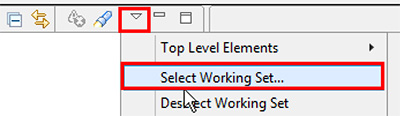 Top Level Elements
Select Working Set...
Deselect Working Set